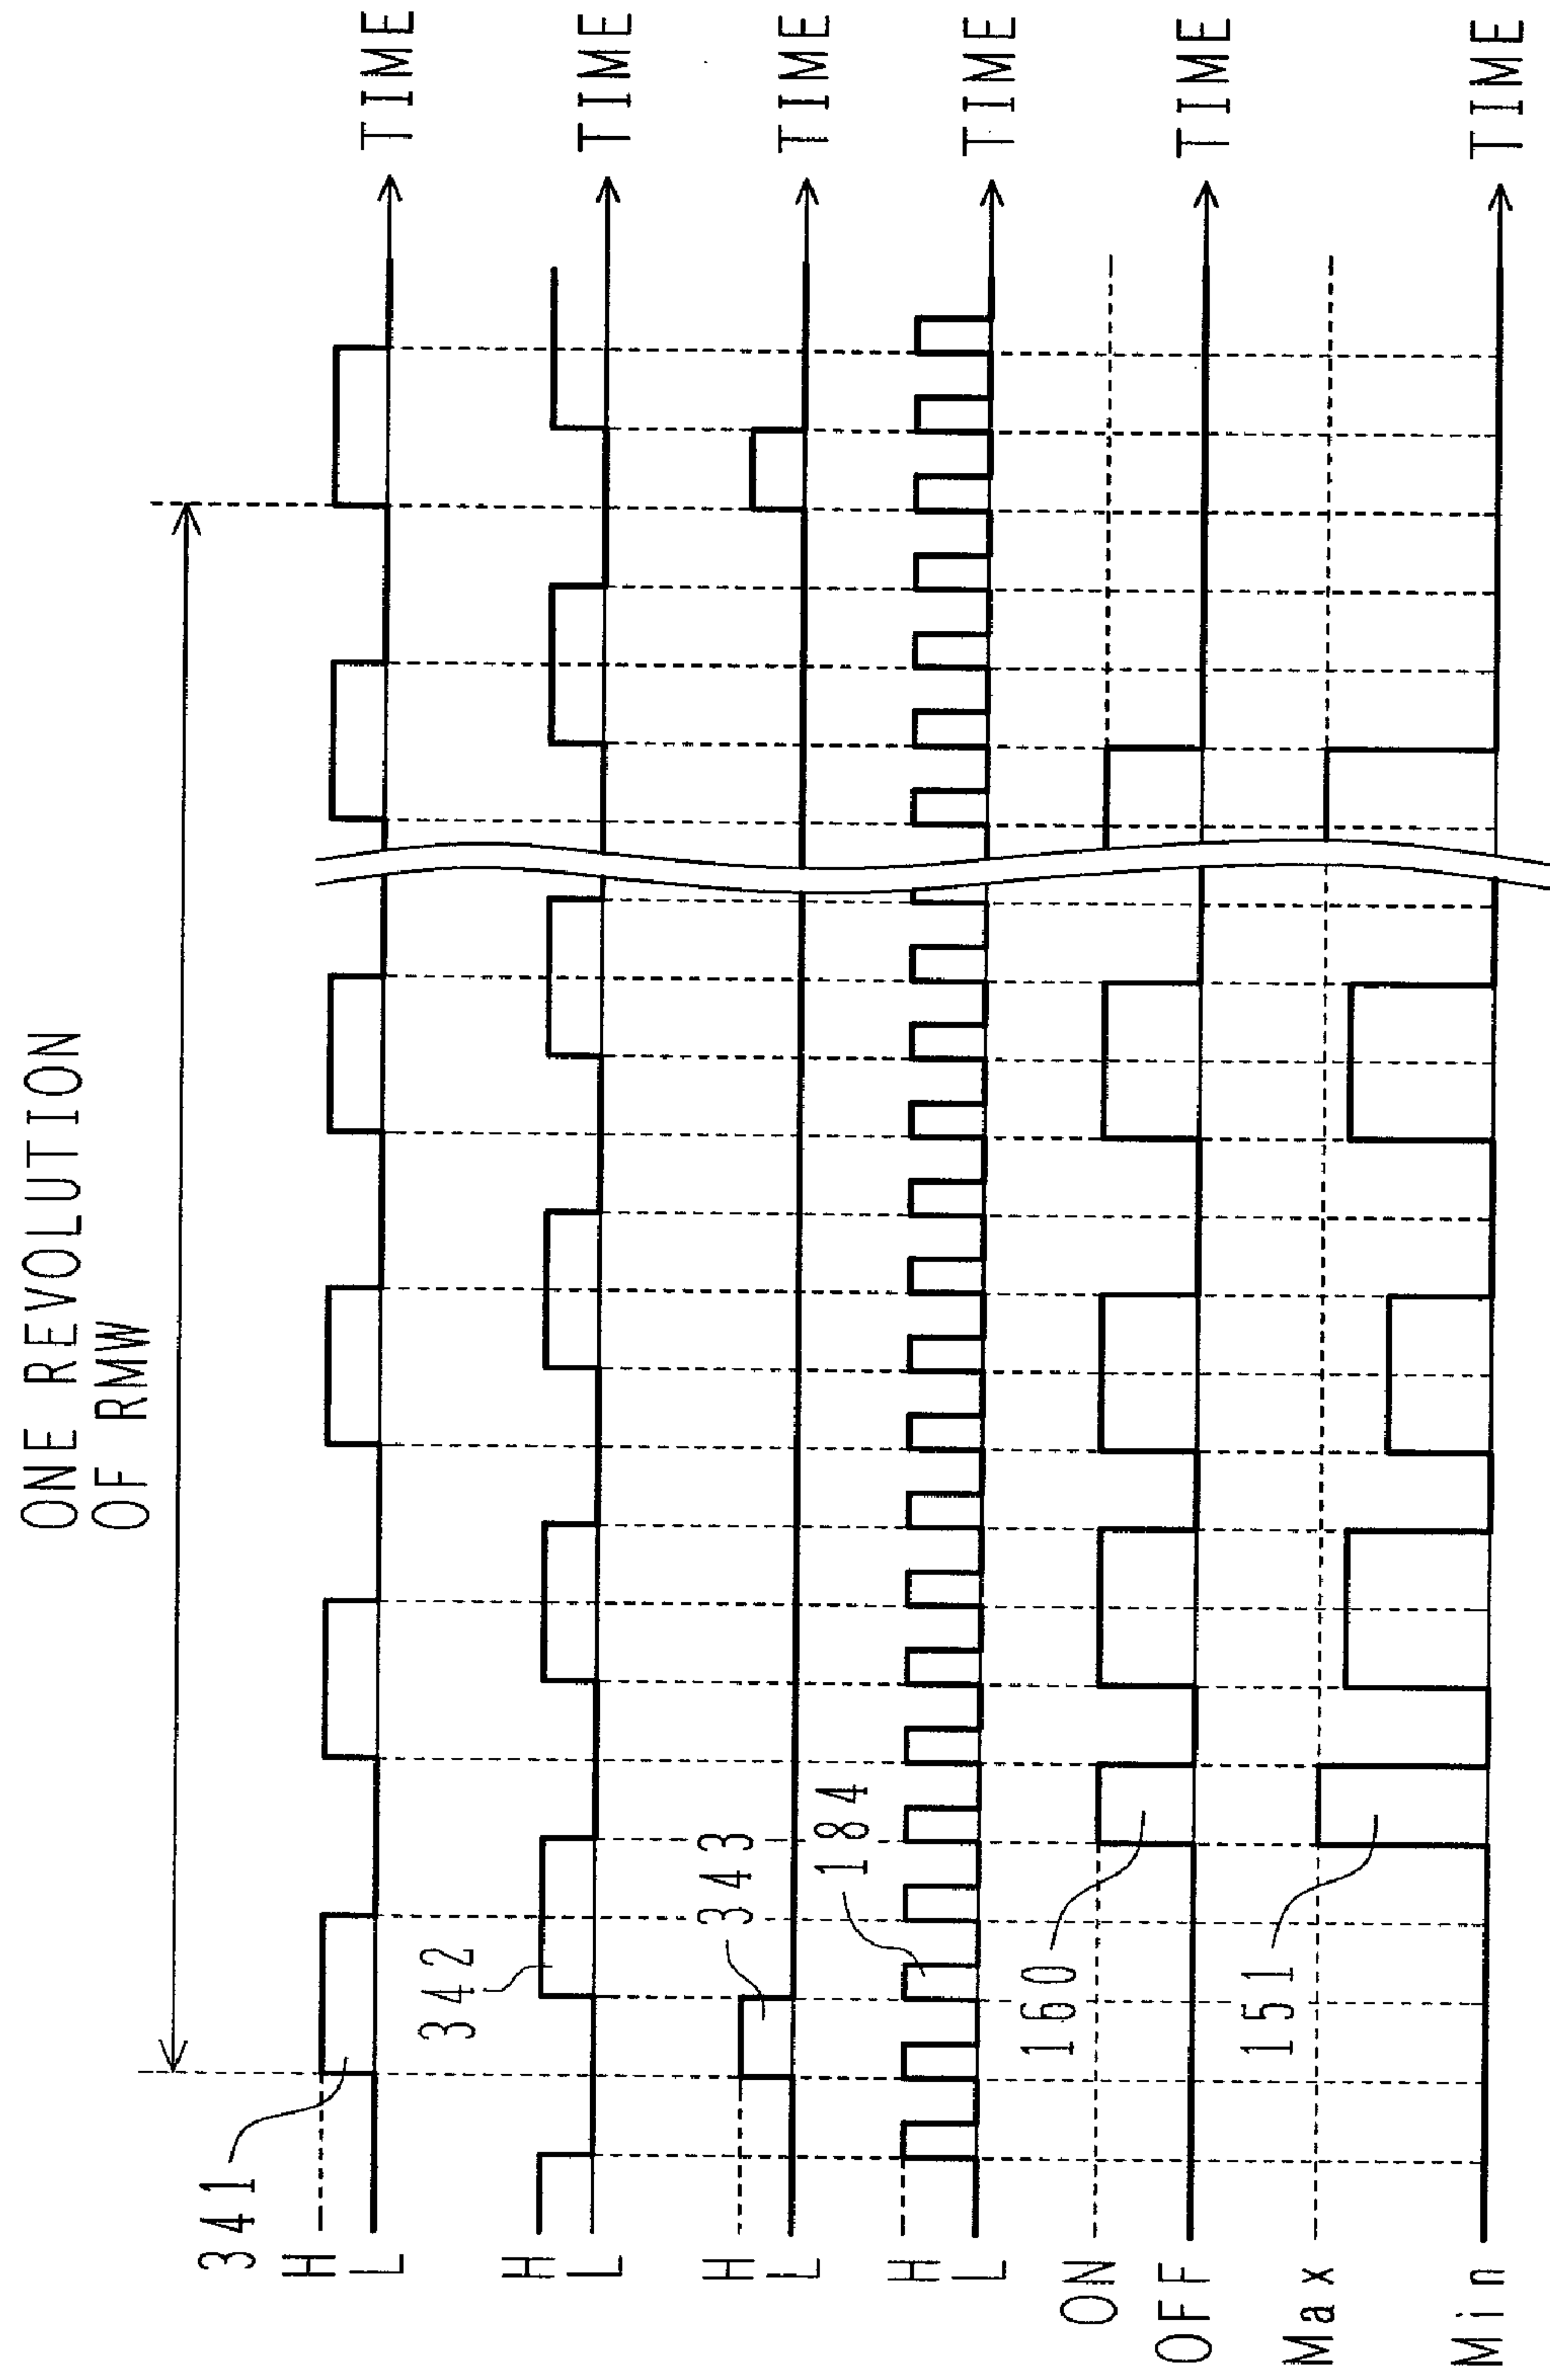 ONE REVOLUTION
OF RMW
341
H
L
TIME
342
H
L
TIME
343
H
L
TIME
184
H
L
TIME
160
ON
OFF
TIME
151
Max
Min
TIME